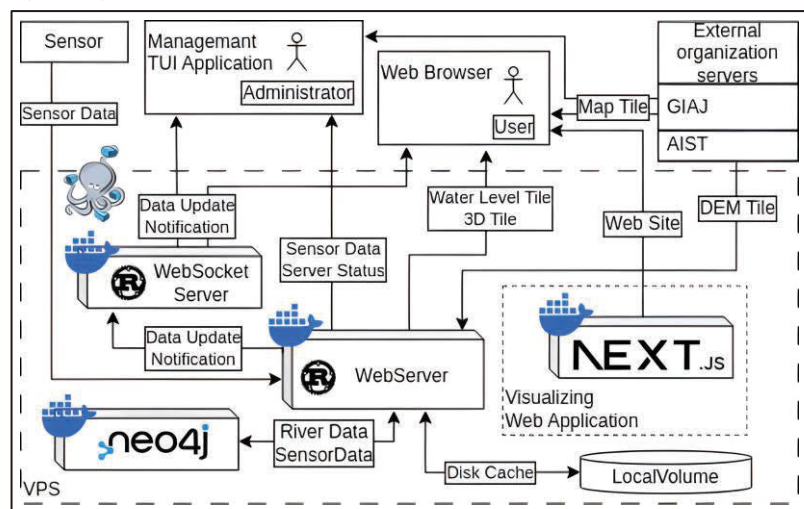 Sensor
Managemant
TUI Application
Administrator
Web Browser
User
External
organization
servers
GIAJ
AIST
Map Tile
Sensor Data
Data Update
Notification
Sensor Data
Server Status
Water Level Tile
3D Tile
Web Site
DEM Tile
R
WebSocket
Server
Data Update
Notification
R
WebServer
NEXT.JS
Visualizing
Web Application
neo4j
River Data
SensorData
Disk Cache
LocalVolume
VPS